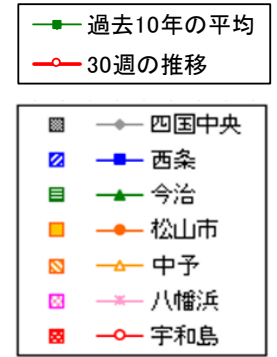 過去10年の平均
30週の推移
四国中央
西条
今治
松山市
中予
八幡浜
宇和島